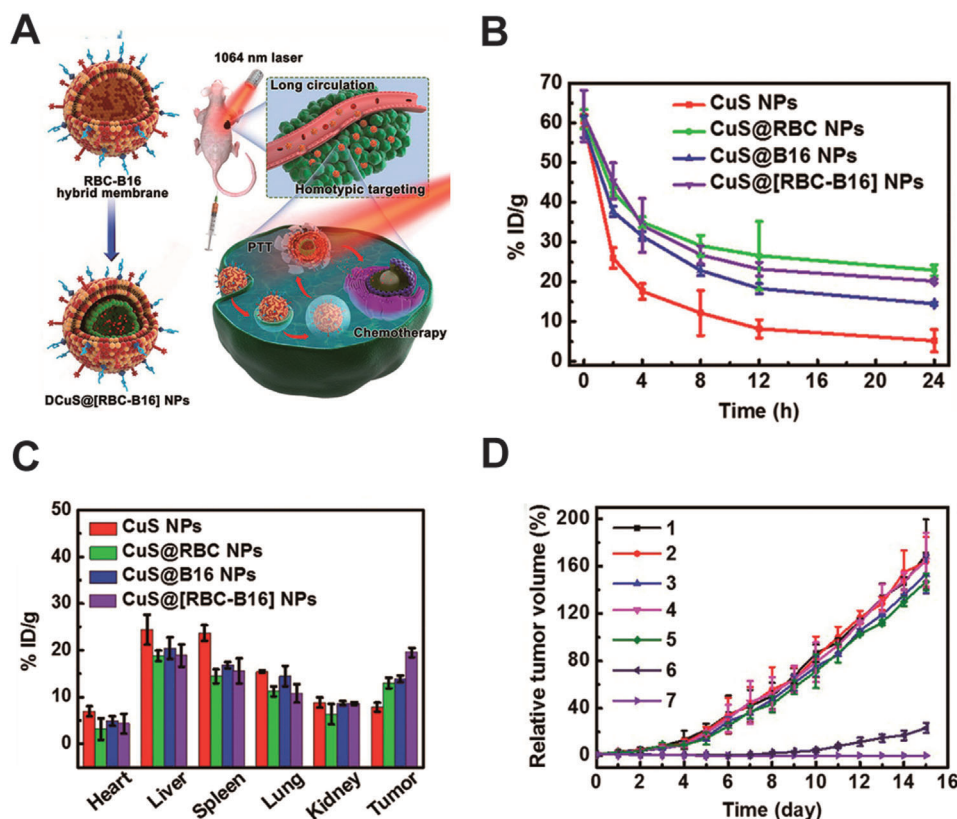 A
1064 nm laser
Long circulation
Homotypic targeting
RBC-B16
hybrid membrane
PTT
Chemotherapy
DCuS@[RBC-B16] NPs
B
% ID/g
70
60
50
40
30
20
10
0
CuS NPs
CuS@RBC NPs
CuS@B16 NPs
CuS@[RBC-B16] NPs
0 4 8 12 16 20 24
Time (h)
C
% ID/g
50
40
30
20
10
0
CuS NPs
CuS@RBC NPs
CuS@B16 NPs
CuS@[RBC-B16] NPs
Heart Liver Spleen Lung Kidney Tumor
D
Relative tumor volume (%)
200
160
120
80
40
0
1
2
3
4
5
6
7
0 2 4 6 8 10 12 14 16
Time (day)